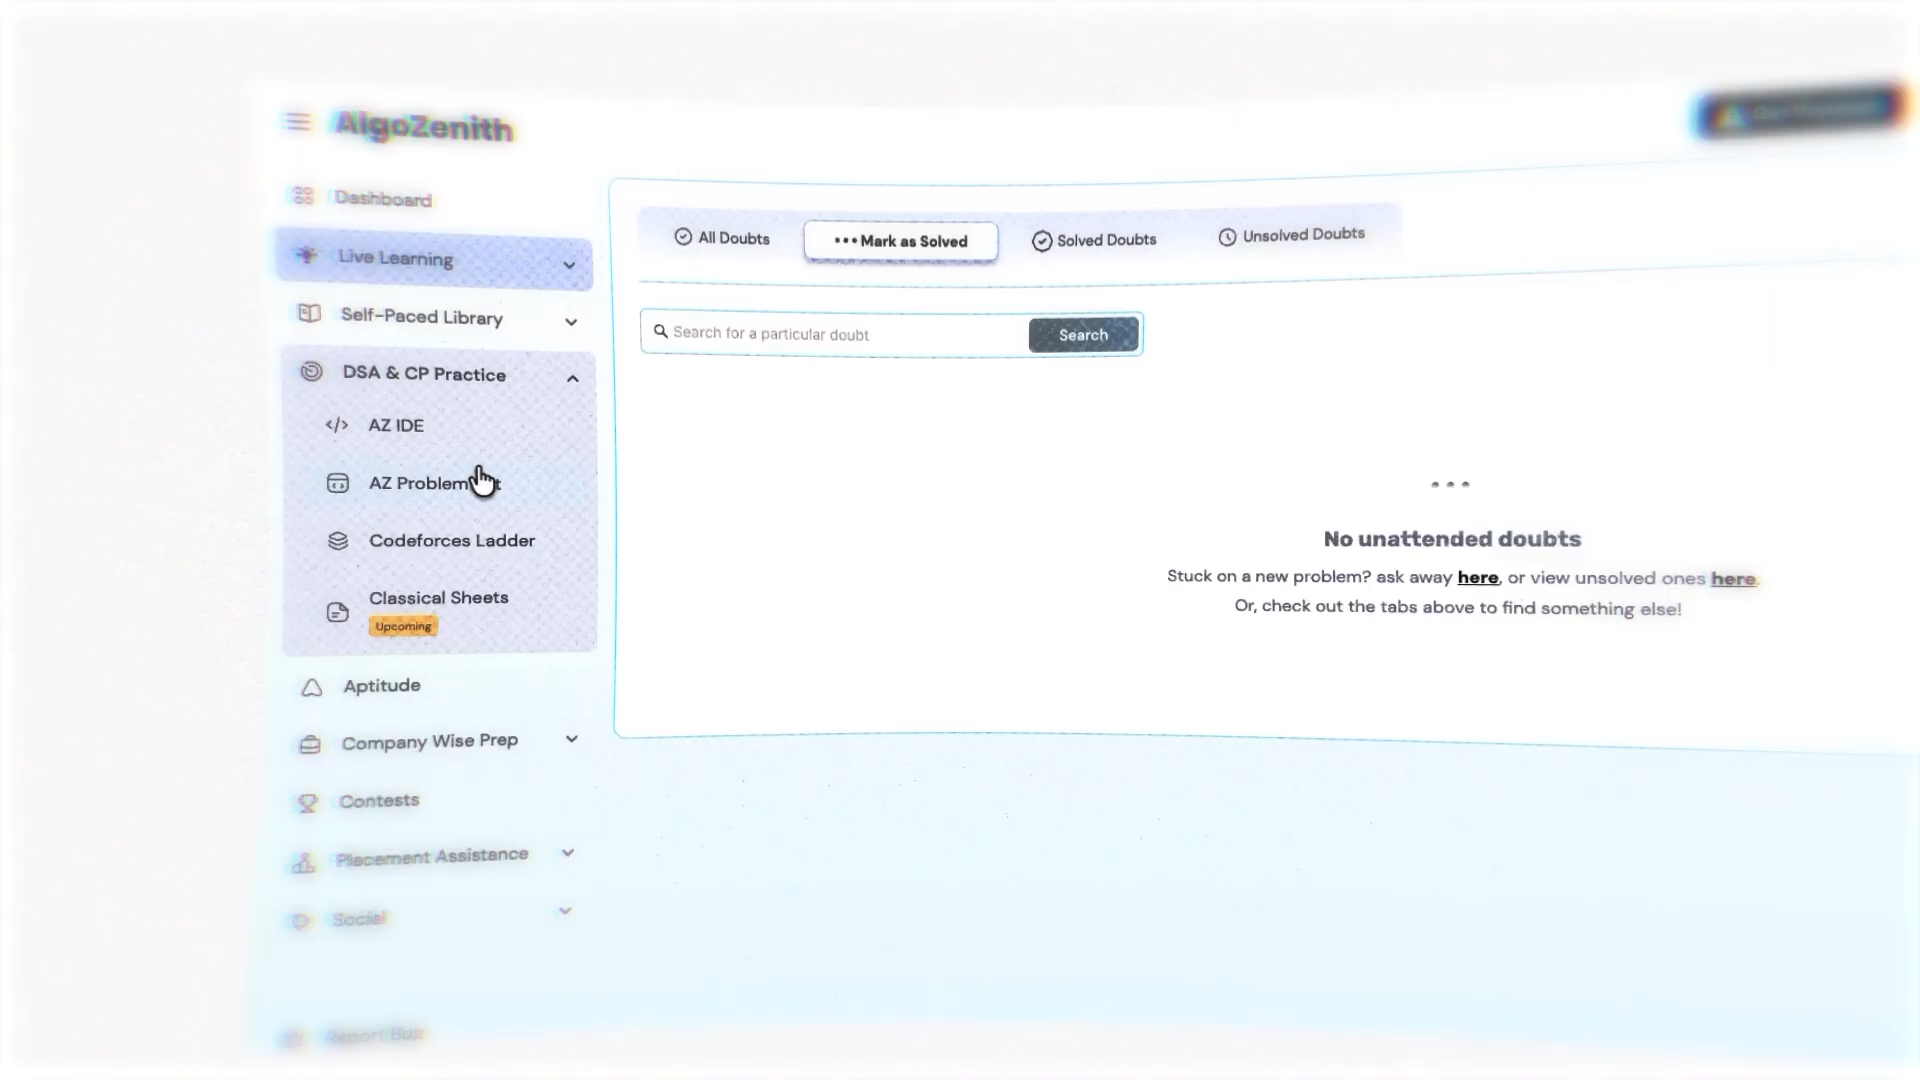 AlgoZenith
Dashboard
Live Learning
Self-Paced Library
DSA & CP Practice
AZ IDE
AZ Problem
Codeforces Ladder
Classical Sheets
Upcoming
Aptitude
Company Wise Prep
Contests
Placement Assistance
Social
Report Bug
All Doubts
Mark as Solved
Solved Doubts
Unsolved Doubts
Search for a particular doubt
Search
No unattended doubts
Stuck on a new problem? ask away here, or view unsolved ones here.
Or, check out the tabs above to find something else!